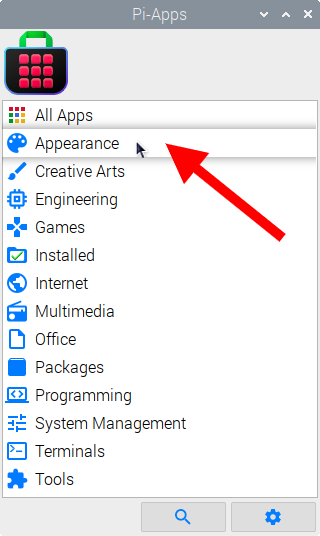 Pi-Apps
All Apps
Appearance
Creative Arts
Engineering
Games
Installed
Internet
Multimedia
Office
Packages
Programming
System Management
Terminals
Tools